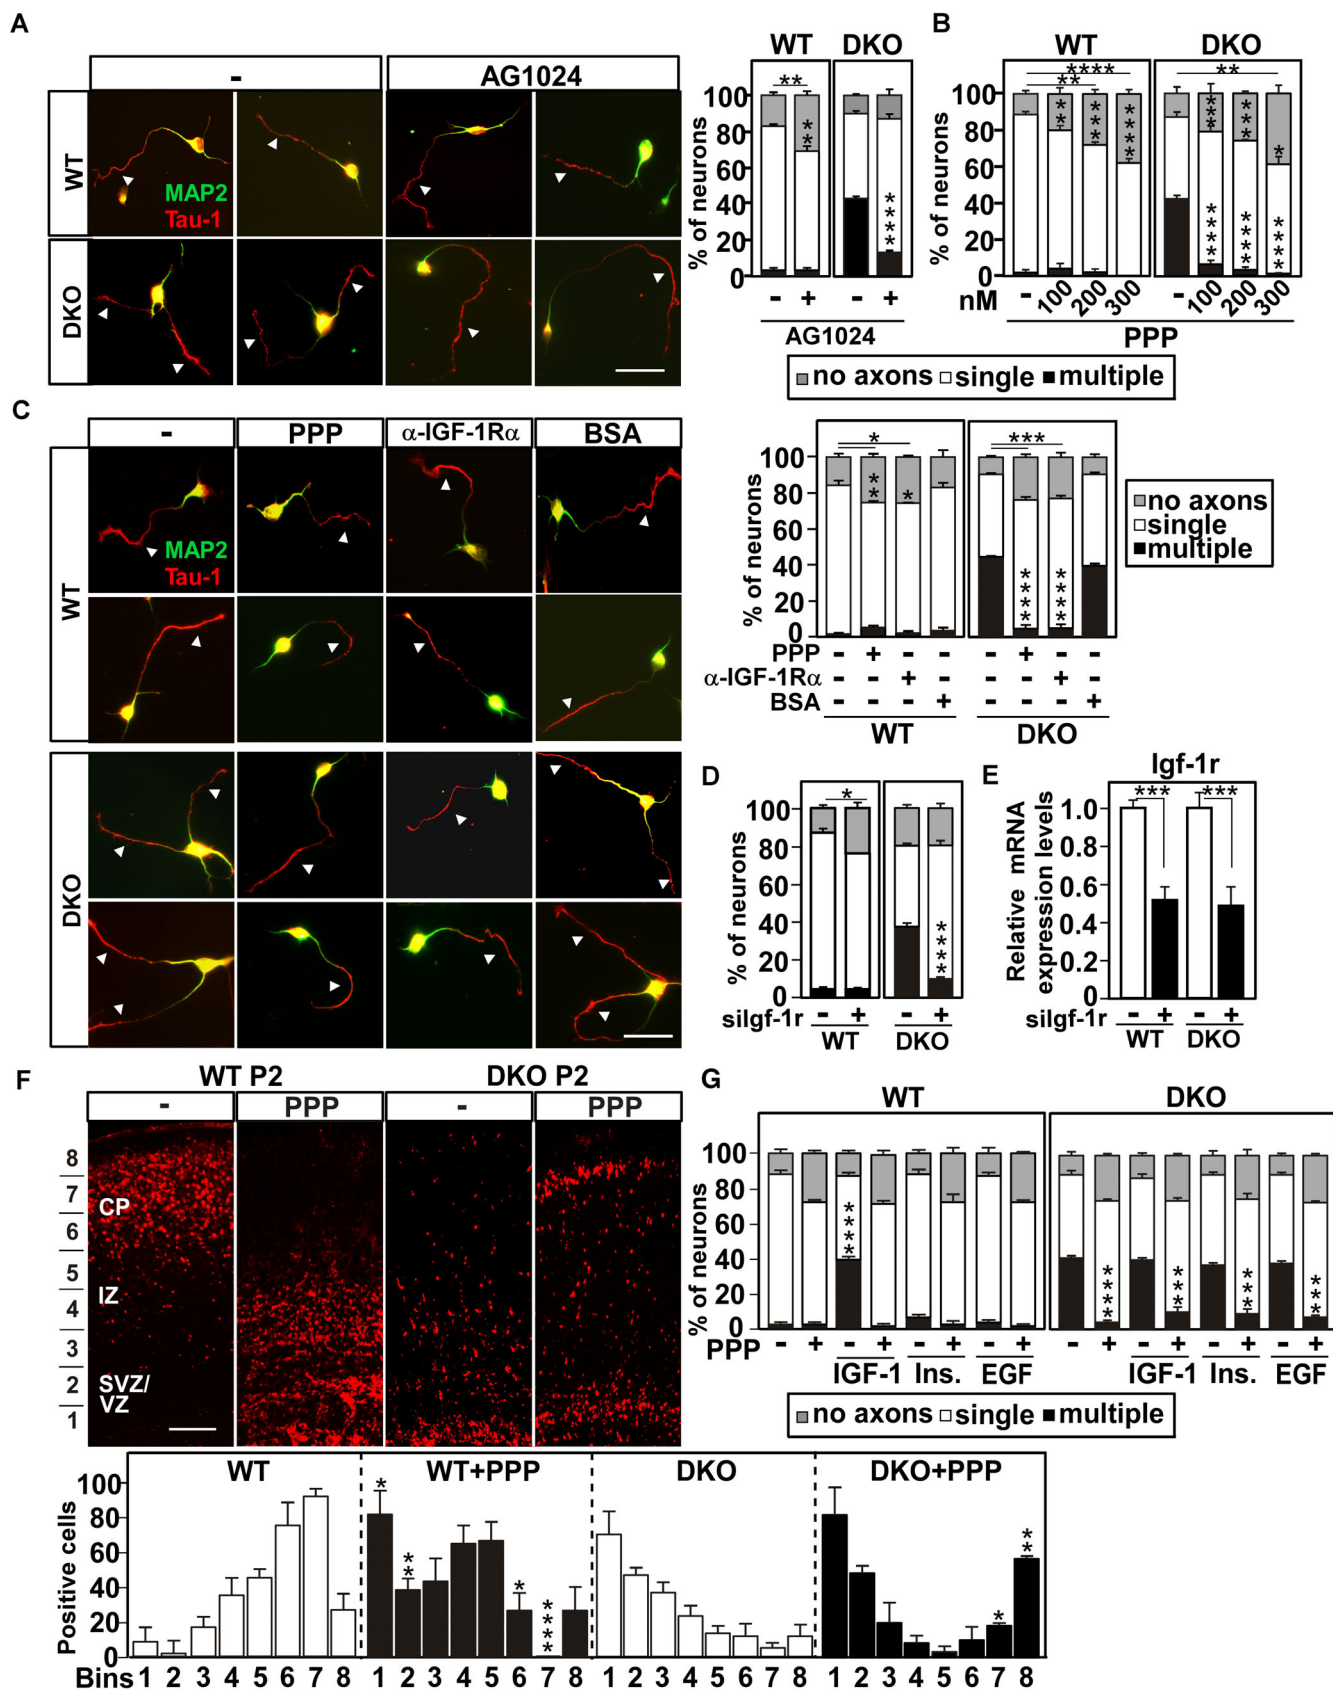 A
-
AG1024
WT
DKO
MAP2
Tau-1
WT DKO
% of neurons
100
80
60
40
20
0
**
**
****
- + - +
AG1024
B
WT DKO
% of neurons
100
80
60
40
20
0
****
**
**
***
****
**
***
***
*
****
****
****
nM - 100 200 300 - 100 200 300
PPP
no axons single multiple
C
- PPP α-IGF-1Rα BSA
WT
DKO
MAP2
Tau-1
% of neurons
100
80
60
40
20
0
*
**
*
***
****
****
PPP - + - - - + - -
α-IGF-1Rα - - + - - - + -
BSA - - - + - - - +
WT DKO
no axons
single
multiple
D
% of neurons
100
80
60
40
20
0
*
****
silgf-1r - + - +
WT DKO
E
Igf-1r
Relative mRNA
expression levels
1.0
0.8
0.6
0.4
0.2
0
*** ***
silgf-1r - + - +
WT DKO
F
WT P2 DKO P2
- PPP - PPP
8
7
6
5
4
3
2
1
CP
IZ
SVZ/
VZ
WT WT+PPP DKO DKO+PPP
Positive cells
100
80
60
40
20
0
*
**
*
****
*
**
Bins 1 2 3 4 5 6 7 8 1 2 3 4 5 6 7 8 1 2 3 4 5 6 7 8 1 2 3 4 5 6 7 8
G
WT DKO
% of neurons
100
80
60
40
20
0
****
****
***
***
***
PPP - + - + - + - + - + - + - + - +
IGF-1 Ins. EGF IGF-1 Ins. EGF
no axons single multiple